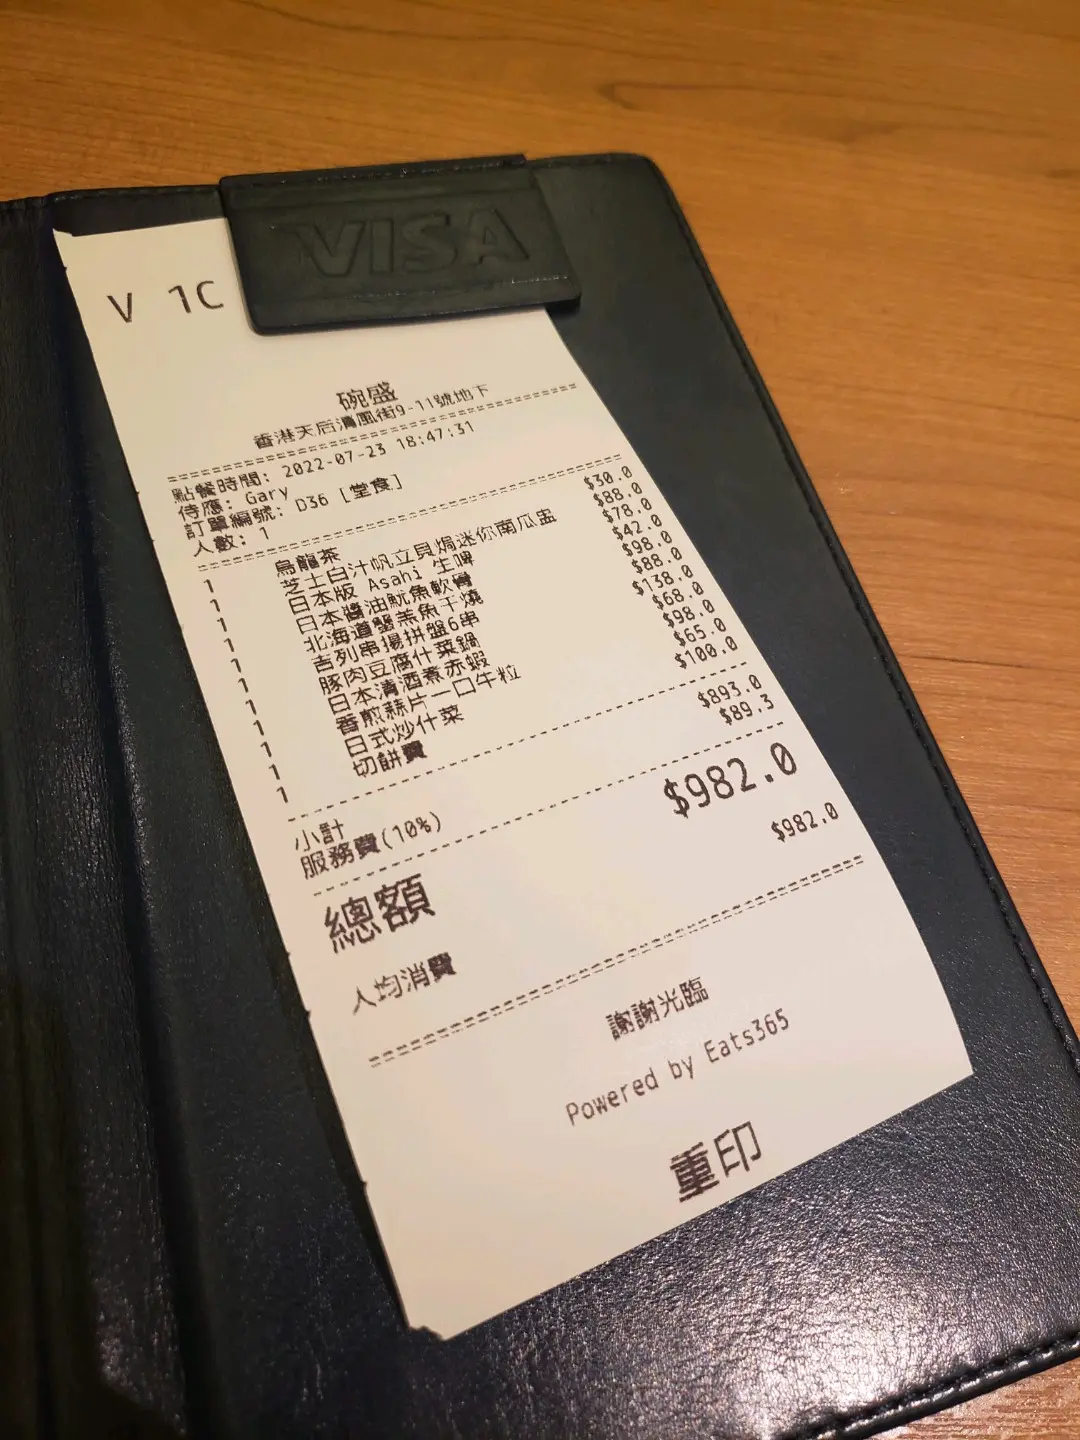 VISA
V 1C
碗盛
香港天后清風街9-11號地下
點餐時間: 2022-07-23 18:47:31
侍應: Gary
訂單編號: D36 [堂食]
人數: 1
1 烏龍茶 $30.0
1 芝士白汁帆立貝焗迷你南瓜盅 $88.0
1 日本版 Asahi 生啤 $78.0
1 日本醬油魷魚軟骨 $42.0
1 北海道蟹羔魚干燒 $98.0
1 吉列串揚拼盤6串 $88.0
1 豚肉豆腐什菜鍋 $138.0
1 日本清酒煮赤蝦 $68.0
1 香煎蒜片一口牛粒 $98.0
1 日式炒什菜 $65.0
1 切餅費 $100.0
小計 $893.0
服務費(10%) $89.3
總額 $982.0
人均消費 $982.0
謝謝光臨
Powered by Eats365
重印